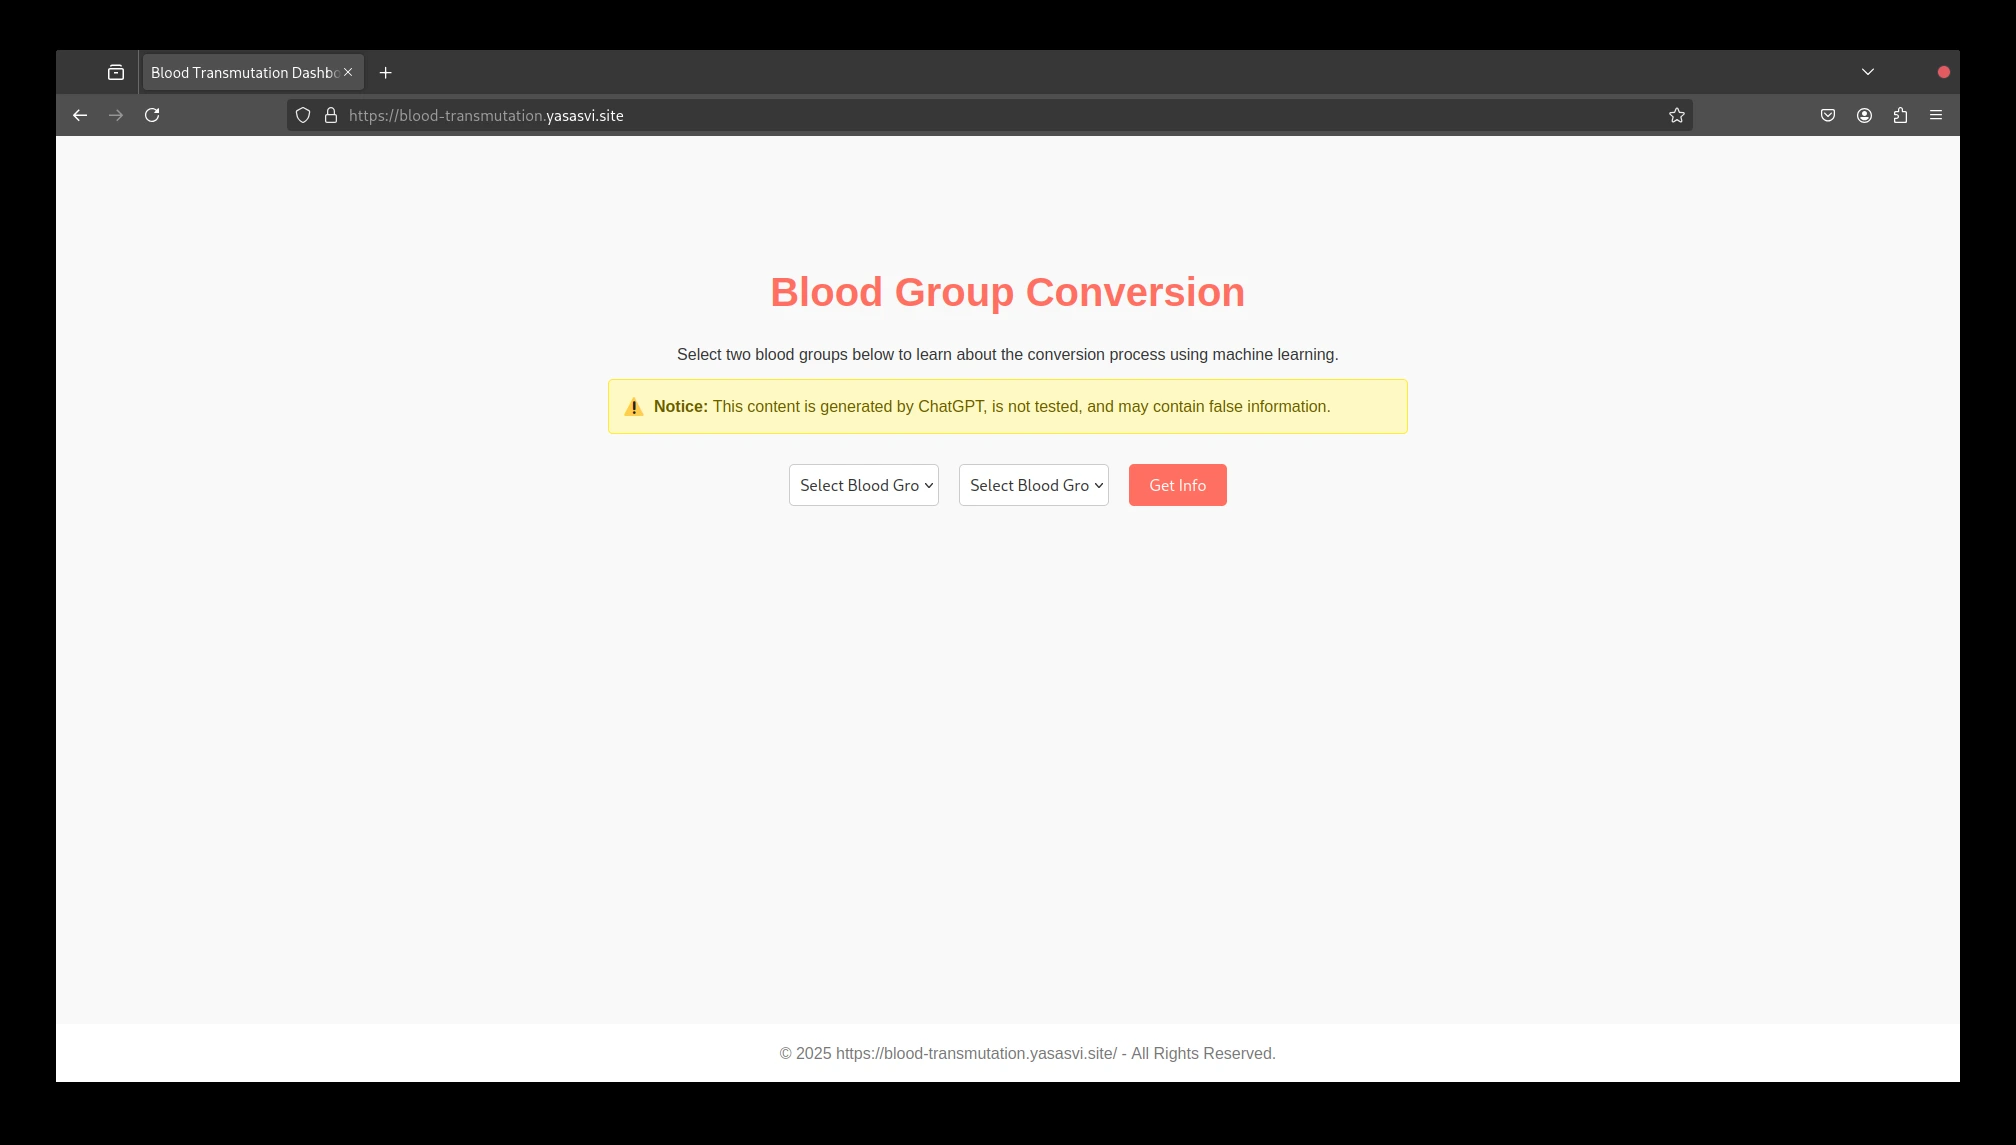 Blood Transmutation Dashbo
https://blood-transmutation.yasasvi.site
Blood Group Conversion
Select two blood groups below to learn about the conversion process using machine learning.
Notice: This content is generated by ChatGPT, is not tested, and may contain false information.
Select Blood Gro Select Blood Gro Get Info
© 2025 https://blood-transmutation.yasasvi.site/ - All Rights Reserved.